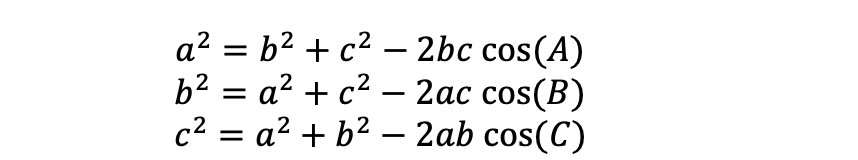 a² = b² + c² − 2bc cos(A)
b² = a² + c² − 2ac cos(B)
c² = a² + b² − 2ab cos(C)